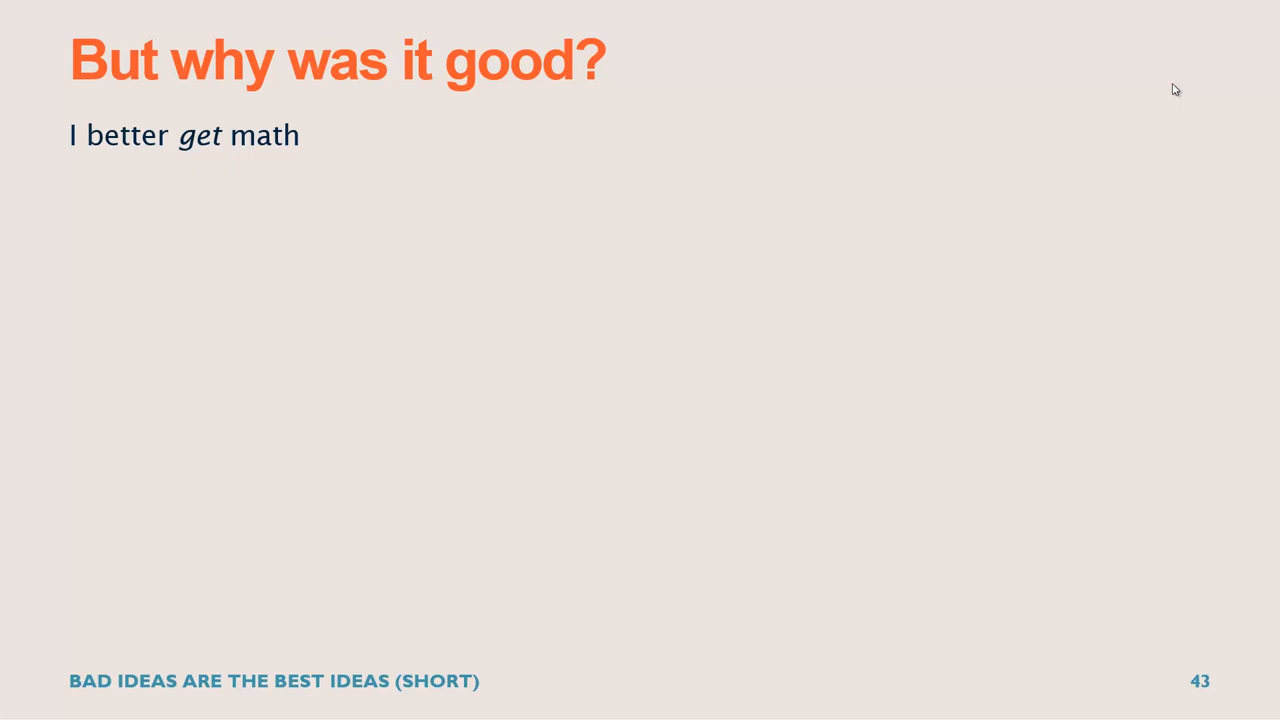 But why was it good?
I better get math
BAD IDEAS ARE THE BEST IDEAS (SHORT)
43